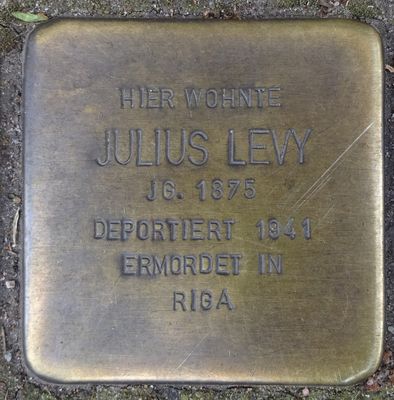 HIER WOHNTE
JULIUS LEVY
JG. 1875
DEPORTIERT 1941
ERMORDET IN
RIGA